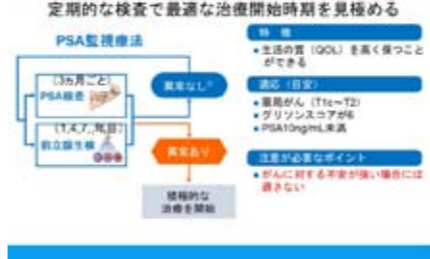 定期的な検査で最適な治療開始時期を見極める
PSA監視療法
(3ヵ月ごと)
PSA検査
(1,4,7,,年目)
前立腺生検
異常なし
異常あり
積極的な
治療を開始
特 徴
• 生活の質（QOL）を高く保つこと
ができる
適応（目安）
• 限局がん（T1c〜T2）
• グリソンスコアが6
• PSA10ng/mL未満
注意が必要なポイント
• がんに対する不安が強い場合には
適さない